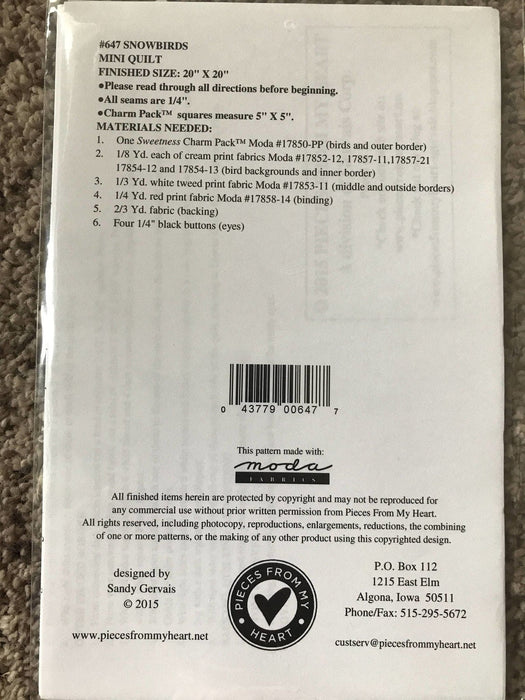 #647 SNOWBIRDS
MINI QUILT
FINISHED SIZE: 20" X 20"
•Please read through all directions before beginning.
•All seams are 1/4".
•Charm Pack™ squares measure 5" X 5".
MATERIALS NEEDED:
1. One Sweetness Charm Pack™ Moda #17850-PP (birds and outer border)
2. 1/8 Yd. each of cream print fabrics Moda #17852-12, 17857-11,17857-21
17854-12 and 17854-13 (bird backgrounds and inner border)
3. 1/3 Yd. white tweed print fabric Moda #17853-11 (middle and outside borders)
4. 1/4 Yd. red print fabric Moda #17858-14 (binding)
5. 2/3 Yd. fabric (backing)
6. Four 1/4" black buttons (eyes)
0 43779 00647 7
This pattern made with:
moda
FABRICS
All finished items herein are protected by copyright and may not be reproduced for
any commercial use without prior written permission from Pieces From My Heart.
All rights reserved, including photocopy, reproductions, enlargements, reductions, the combining
of one or more patterns, or the making of any other product using this copyrighted design.
designed by
Sandy Gervais
© 2015
www.piecesfrommyheart.net
PIECES FROM MY
• HEART •
P.O. Box 112
1215 East Elm
Algona, Iowa 50511
Phone/Fax: 515-295-5672
custserv@piecesfrommyheart.net